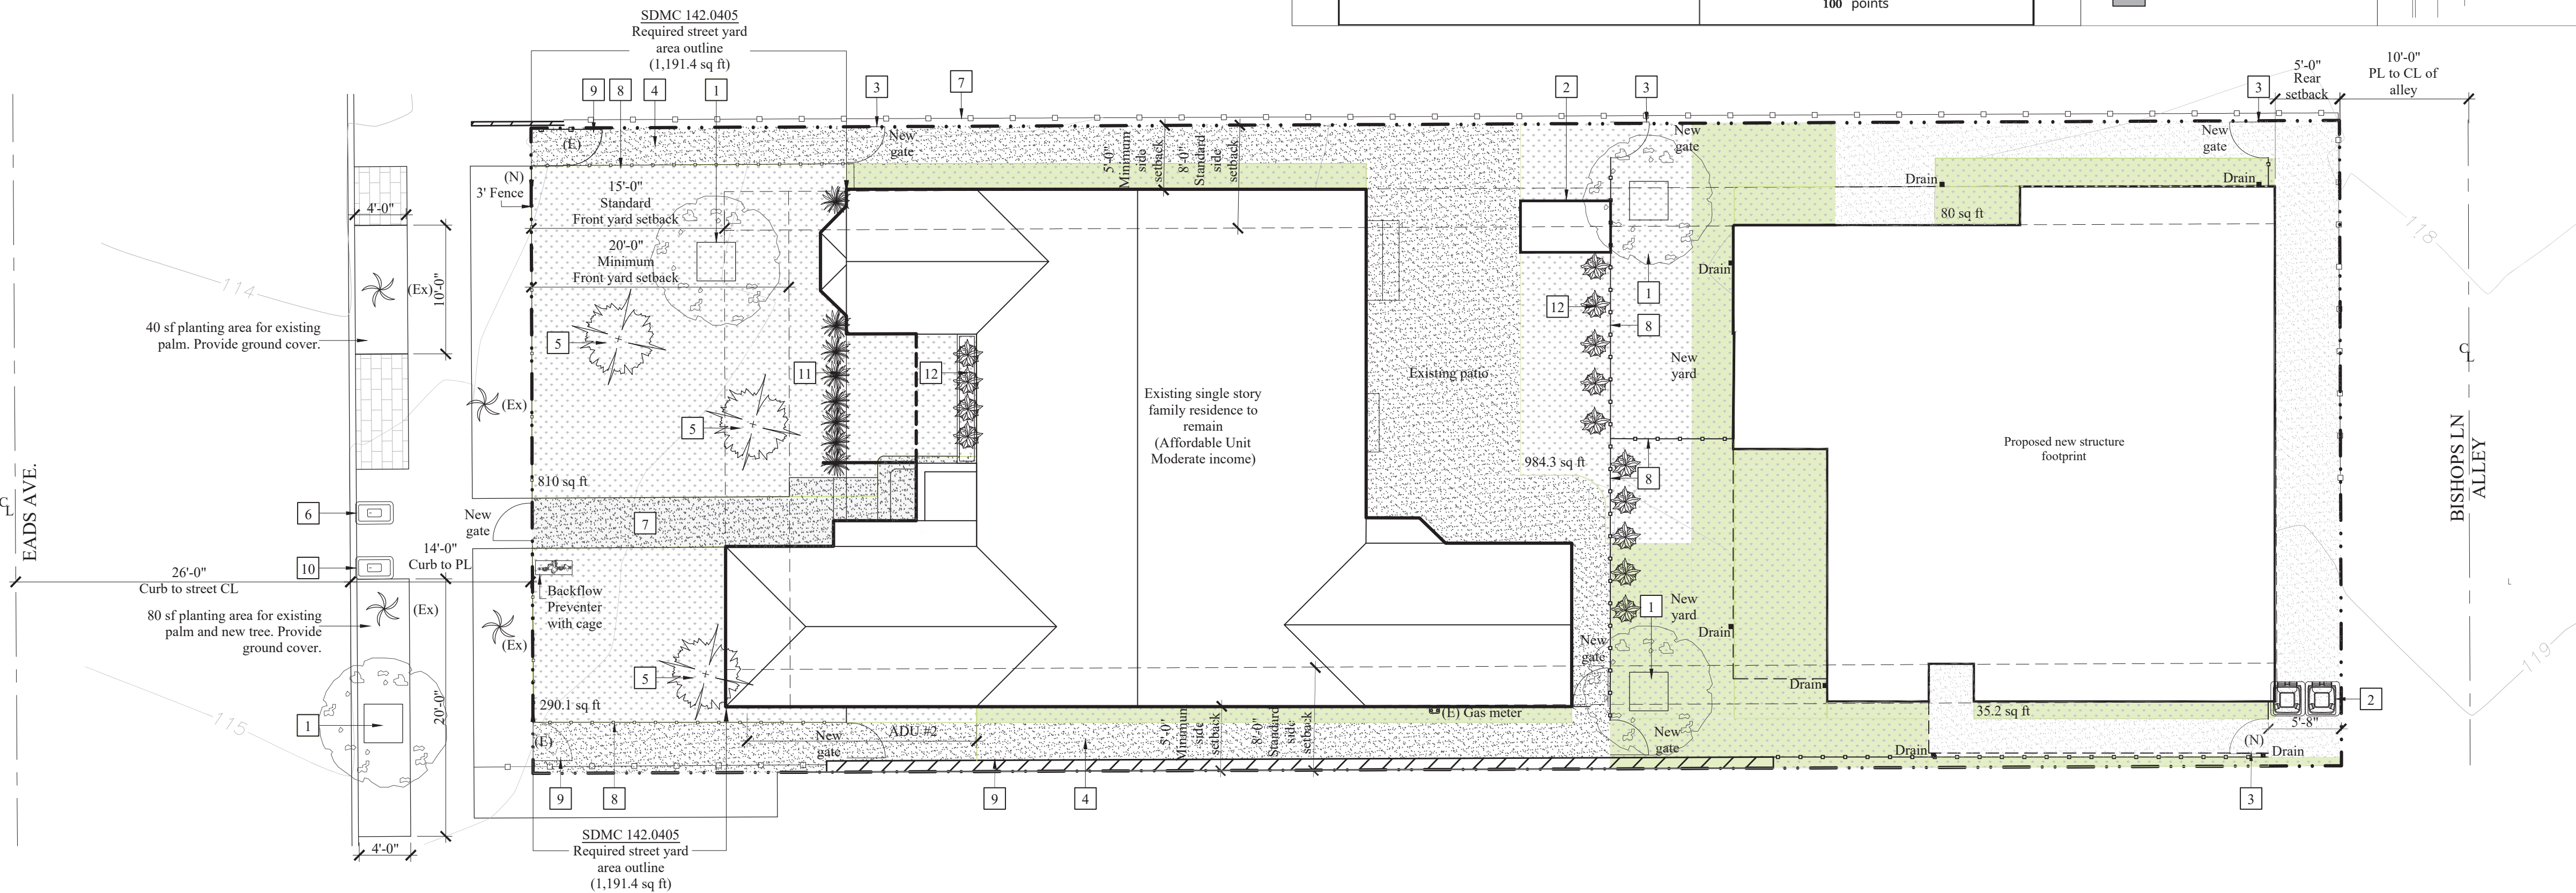 100 points
SDMC 142.0405
Required street yard
area outline
(1,191.4 sq ft)
5'-0"
Rear
setback
10'-0"
PL to CL of
alley
9
8
4
1
3
7
2
3
3
(E)
New
gate
5'-0"
Minimum
side
setback
8'-0"
Standard
side
setback
New
gate
New
gate
(N)
3' Fence
15'-0"
Standard
Front yard setback
20'-0"
Minimum
Front yard setback
4'-0"
10'-0"
(Ex)
114
40 sf planting area for existing
palm. Provide ground cover.
5
5
11
12
(Ex)
810 sq ft
Existing single story
family residence to
remain
(Affordable Unit
Moderate income)
Existing patio
984.3 sq ft
12
1
8
8
Drain
New
yard
Drain
Drain
80 sq ft
Proposed new structure
footprint
118
CL
BISHOPS LN
ALLEY
CL
EADS AVE.
6
10
New
gate
7
14'-0"
Curb to PL
26'-0"
Curb to street CL
80 sf planting area for existing
palm and new tree. Provide
ground cover.
(Ex)
(Ex)
Backflow
Preventer
with cage
5
290.1 sq ft
1
20'-0"
115
4'-0"
(E)
New
gate
ADU #2
5'-0"
Minimum
side
setback
8'-0"
Standard
side
setback
(E) Gas meter
New
gate
1
New
yard
Drain
Drain
New
gate
35.2 sq ft
Drain
(N)
Drain
5'-8"
2
119
9
8
9
4
3
SDMC 142.0405
Required street yard
area outline
(1,191.4 sq ft)